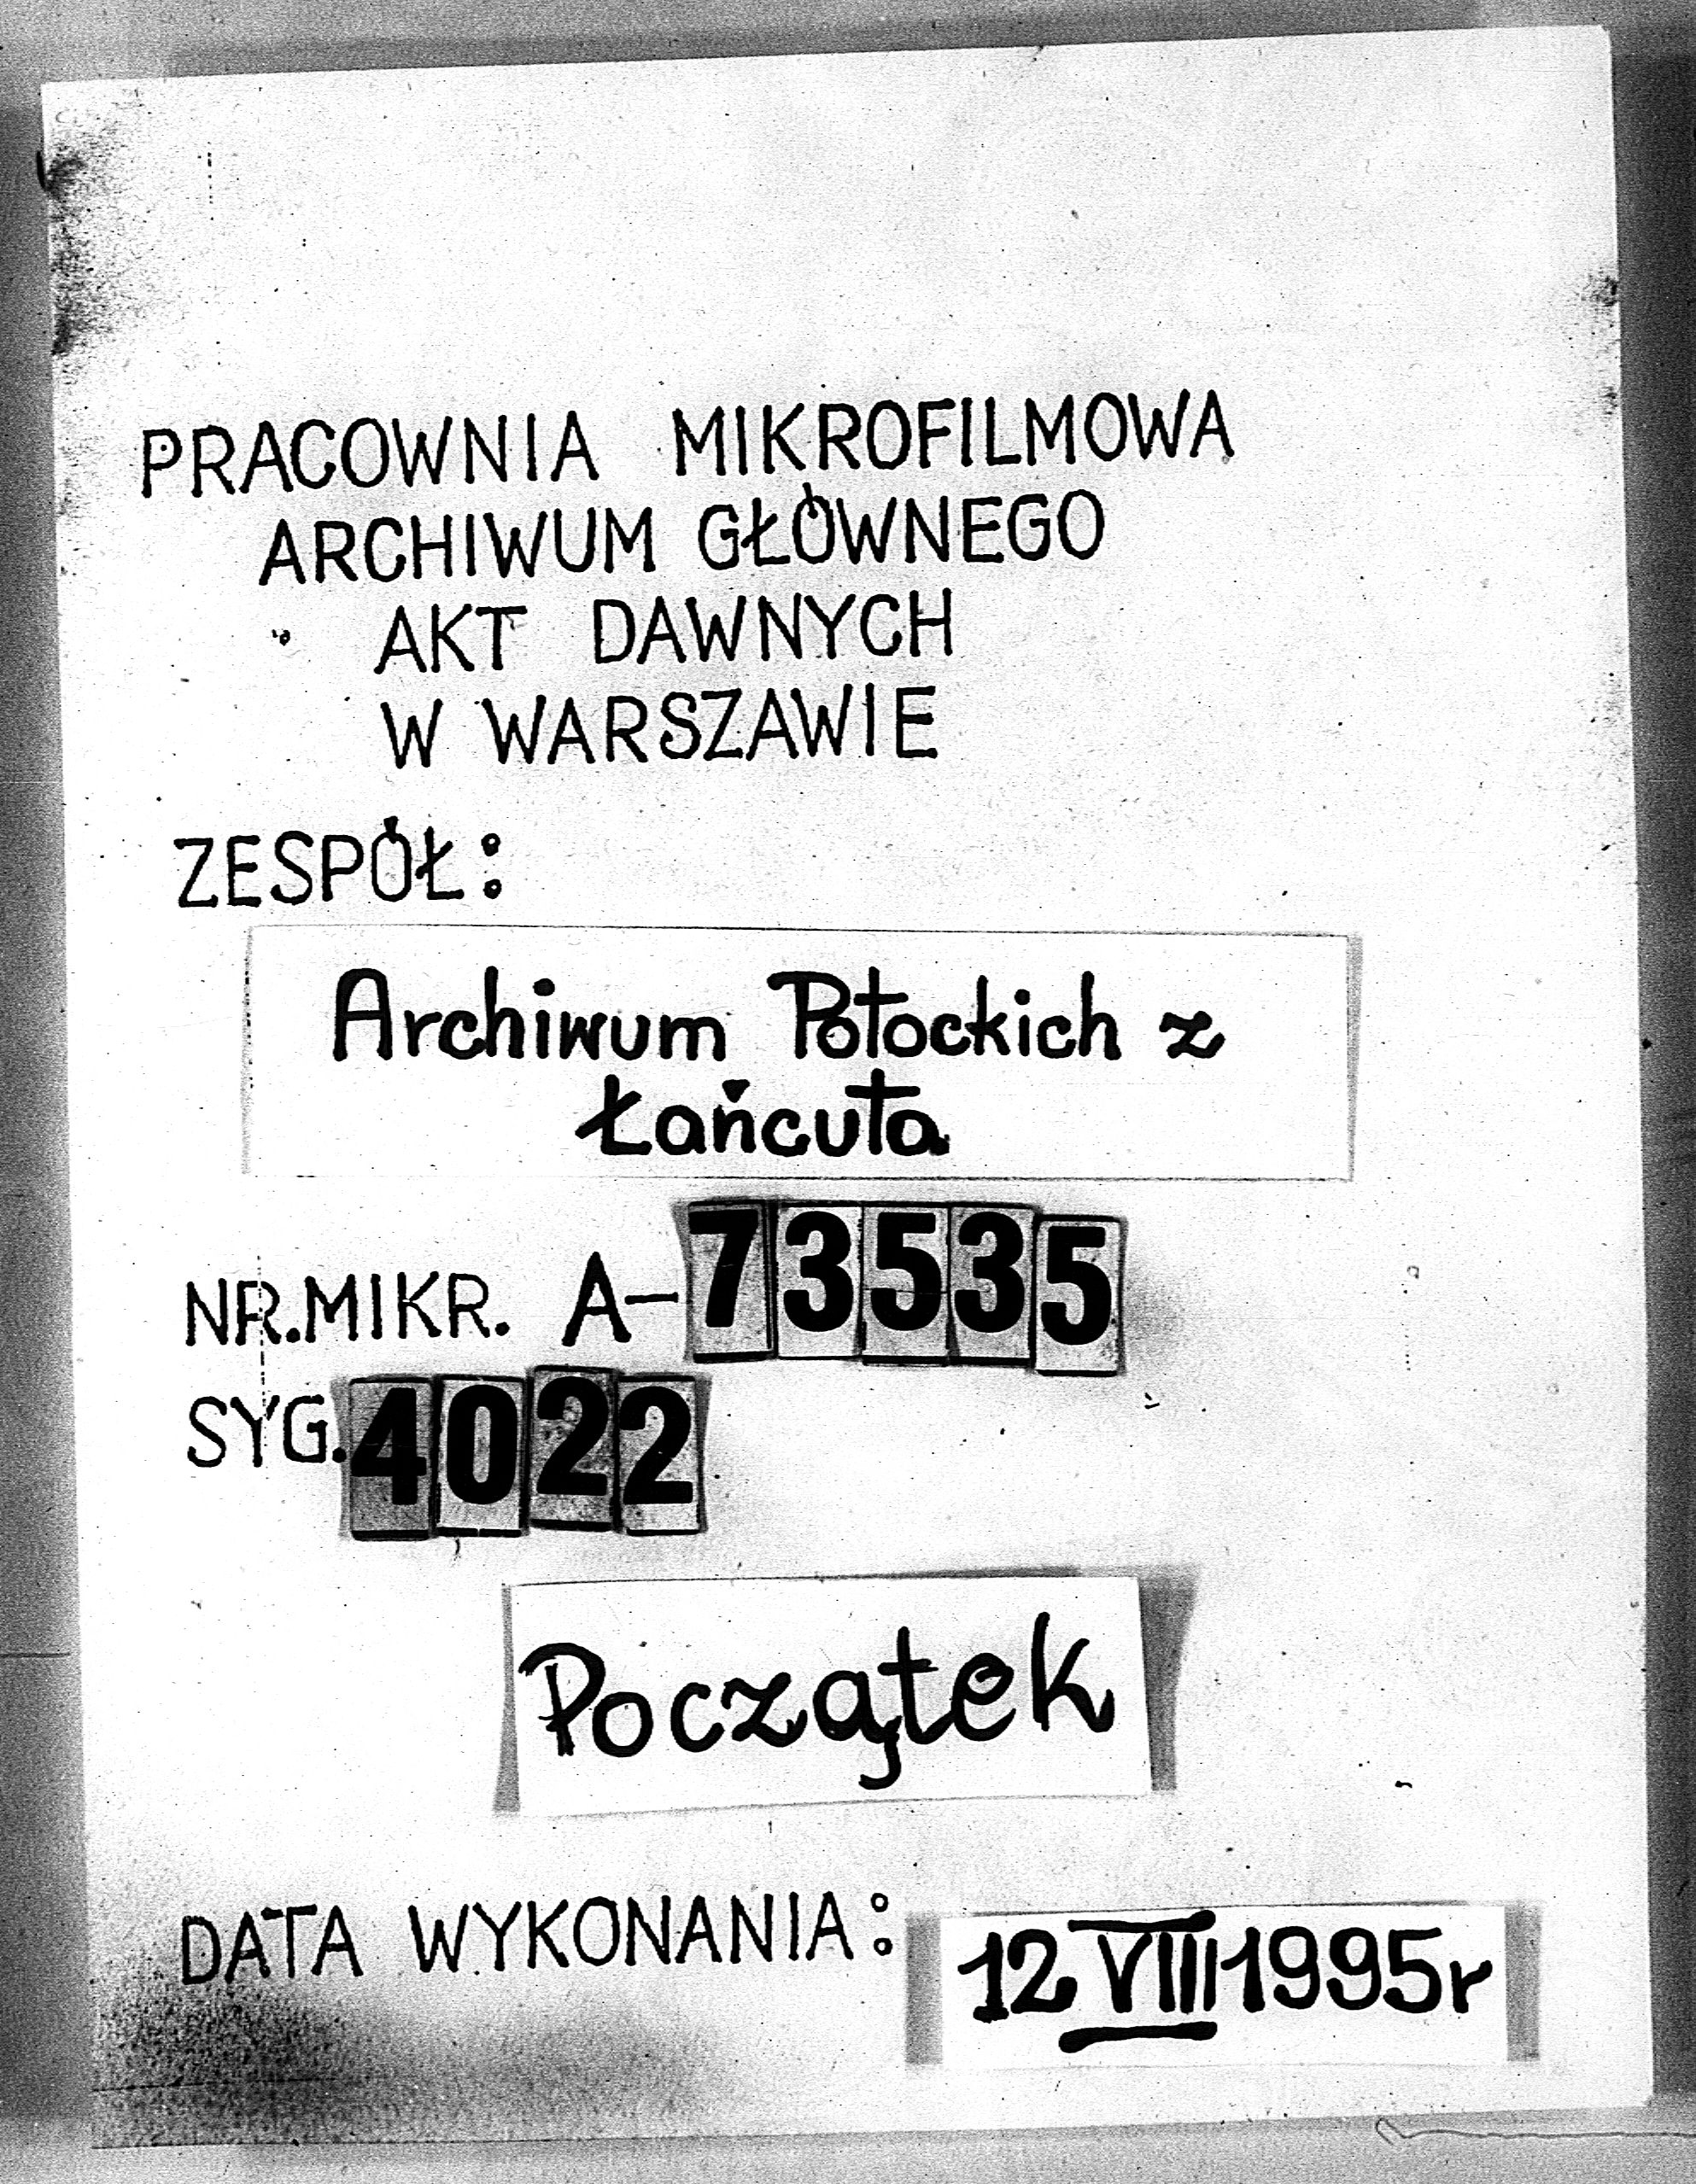 PRACOWNIA MIKROFILMOWA
ARCHIWUM GŁÓWNEGO
AKT DAWNYCH
W WARSZAWIE
ZESPÓŁ:
Archiwum Potockich z
Łańcuta
NR.MIKR. A-73535
SYG.4022
Początek
DATA WYKONANIA: 12 VIII 1995r